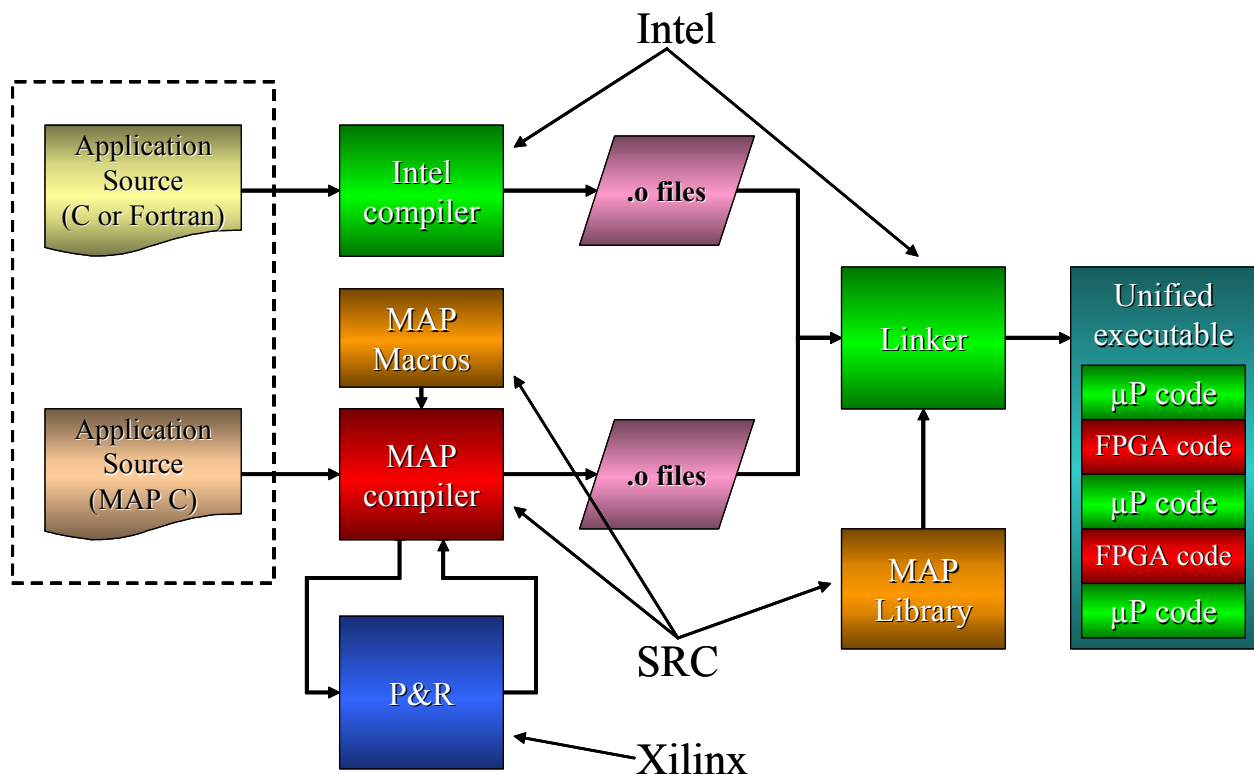 Intel
Application
Source
(C or Fortran)
Intel
compiler
.o files
MAP
Macros
Linker
Unified
executable
μP code
FPGA code
μP code
FPGA code
μP code
Application
Source
(MAP C)
MAP
compiler
.o files
MAP
Library
P&R
SRC
Xilinx